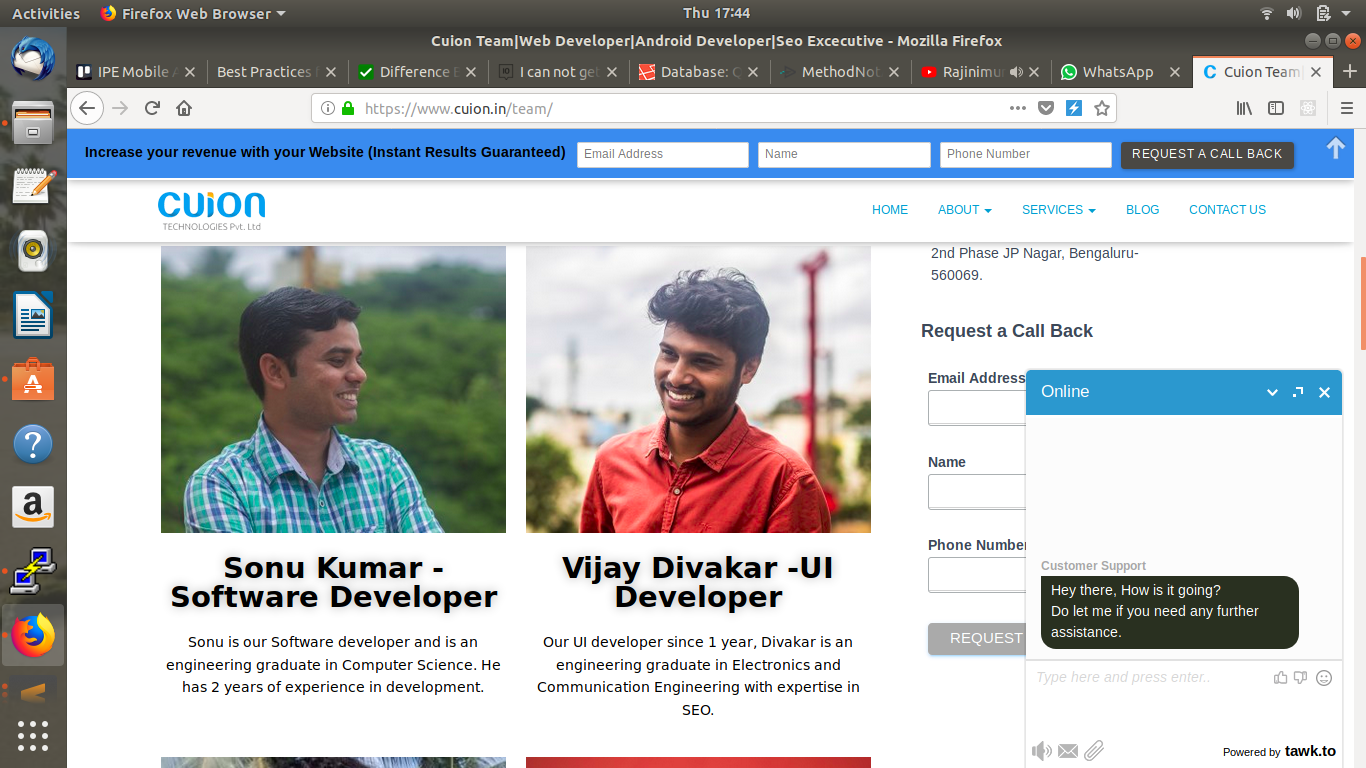 Activities
Firefox Web Browser
Thu 17:44
Cuion Team|Web Developer|Android Developer|Seo Excecutive - Mozilla Firefox
IPE Mobile A
Best Practices
Difference
I can not get
Database:
MethodNot
Rajinimur
WhatsApp
Cuion Team|
https://www.cuion.in/team/
Increase your revenue with your Website (Instant Results Guaranteed)
Email Address
Name
Phone Number
REQUEST A CALL BACK
CUION
TECHNOLOGIES Pvt. Ltd
HOME
ABOUT
SERVICES
BLOG
CONTACT US
2nd Phase JP Nagar, Bengaluru-
560069.
Request a Call Back
Email Address
Name
Phone Number
REQUEST
Sonu Kumar -
Software Developer
Sonu is our Software developer and is an
engineering graduate in Computer Science. He
has 2 years of experience in development.
Vijay Divakar -UI
Developer
Our UI developer since 1 year, Divakar is an
engineering graduate in Electronics and
Communication Engineering with expertise in
SEO.
Online
Customer Support
Hey there, How is it going?
Do let me if you need any further
assistance.
Type here and press enter..
Powered by tawk.to